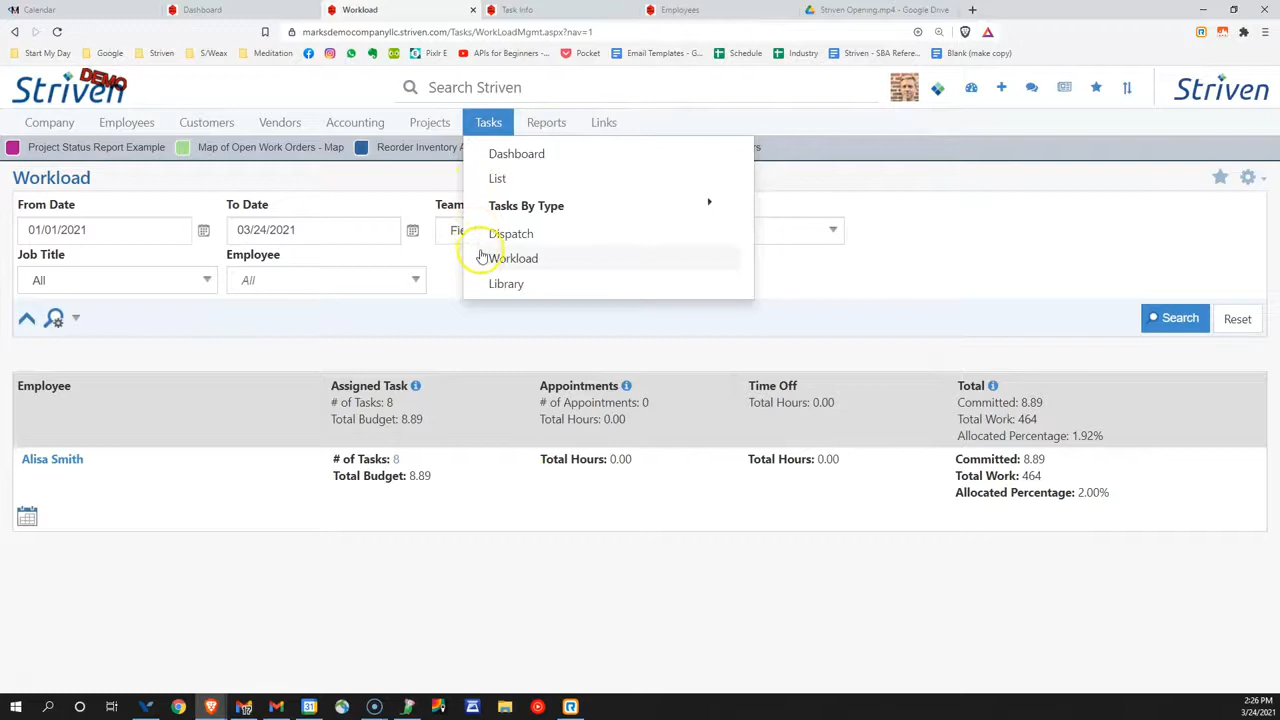 Calendar
Dashboard
Workload
Task Info
Employees
Striven Opening.mp4 - Google Drive
marksdemocompanyllc.striven.com/Tasks/WorkLoadMgmt.aspx?nav=1
Start My Day
Google
Striven
S/Weax
Meditation
Pixlr E
APIs for Beginners -...
Pocket
Email Templates - G...
Schedule
Industry
Striven - SBA Refere...
Blank (make copy)
Striven DEMO
Search Striven
Striven
Company
Employees
Customers
Vendors
Accounting
Projects
Tasks
Reports
Links
Project Status Report Example
Map of Open Work Orders - Map
Reorder Inventory
Dashboard
List
Tasks By Type
Dispatch
Workload
Library
Workload
From Date
To Date
Team
01/01/2021
03/24/2021
Fie
Job Title
Employee
All
All
Search
Reset
Employee
Assigned Task
# of Tasks: 8
Total Budget: 8.89
Appointments
# of Appointments: 0
Total Hours: 0.00
Time Off
Total Hours: 0.00
Total
Committed: 8.89
Total Work: 464
Allocated Percentage: 1.92%
Alisa Smith
# of Tasks: 8
Total Budget: 8.89
Total Hours: 0.00
Total Hours: 0.00
Committed: 8.89
Total Work: 464
Allocated Percentage: 2.00%
2:26 PM
3/24/2021